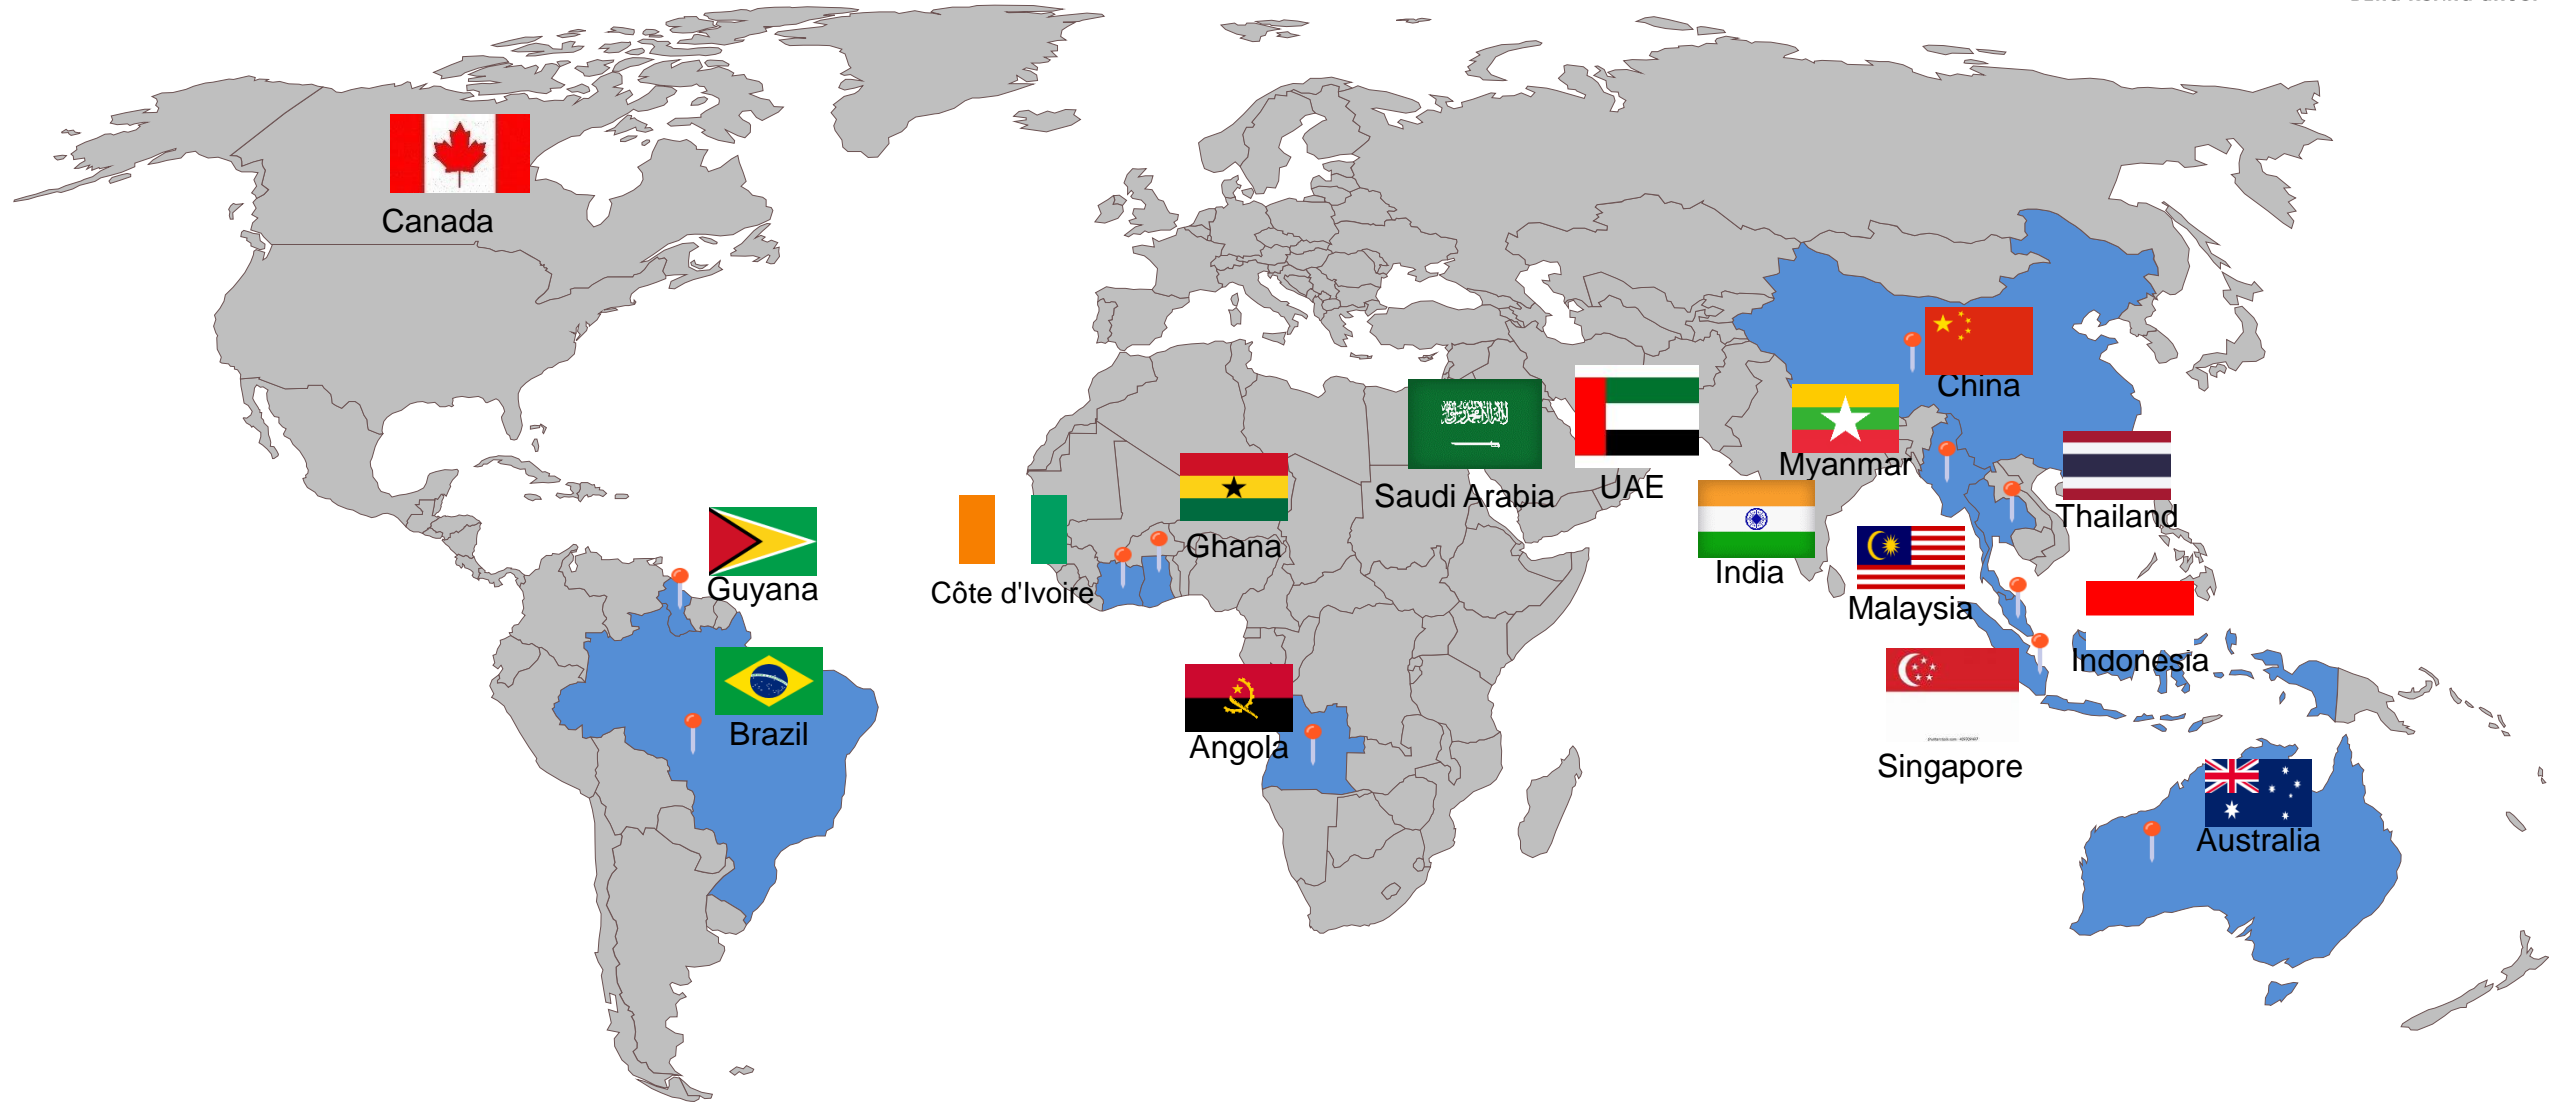 Canada
China
Myanmar
Saudi Arabia
UAE
Thailand
Ghana
India
Guyana
Côte d'Ivoire
Malaysia
Indonesia
Brazil
Angola
Singapore
Australia